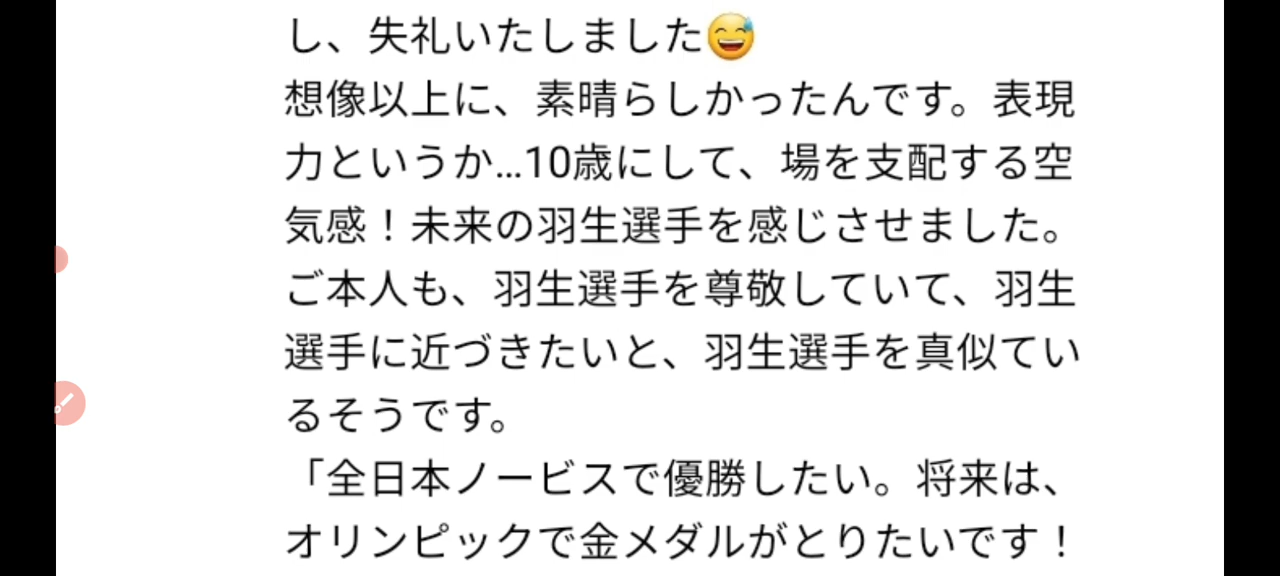 し、失礼いたしました😅
想像以上に、素晴らしかったんです。表現
力というか…10歳にして、場を支配する空
気感！未来の羽生選手を感じさせました。
ご本人も、羽生選手を尊敬していて、羽生
選手に近づきたいと、羽生選手を真似てい
るそうです。
「全日本ノービスで優勝したい。将来は、
オリンピックで金メダルがとりたいです！